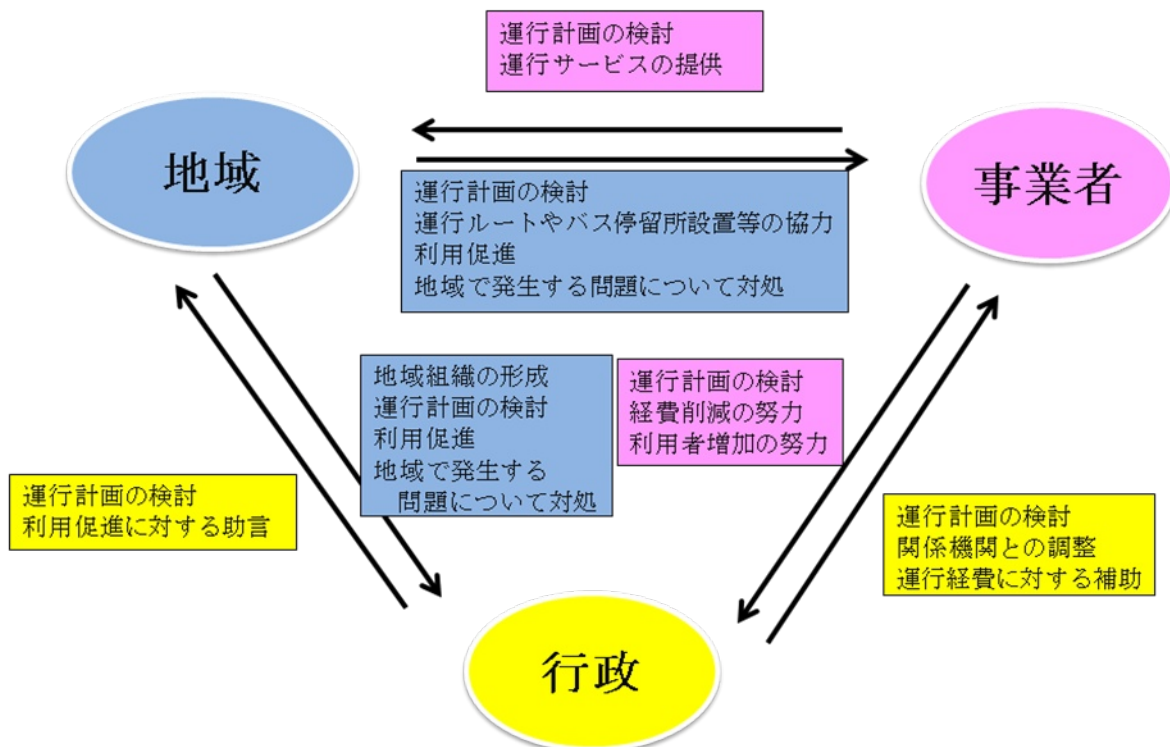 運行計画の検討
運行サービスの提供
地域
事業者
運行計画の検討
運行ルートやバス停留所設置等の協力
利用促進
地域で発生する問題について対処
地域組織の形成
運行計画の検討
利用促進
地域で発生する
問題について対処
運行計画の検討
経費削減の努力
利用者増加の努力
運行計画の検討
利用促進に対する助言
運行計画の検討
関係機関との調整
運行経費に対する補助
行政